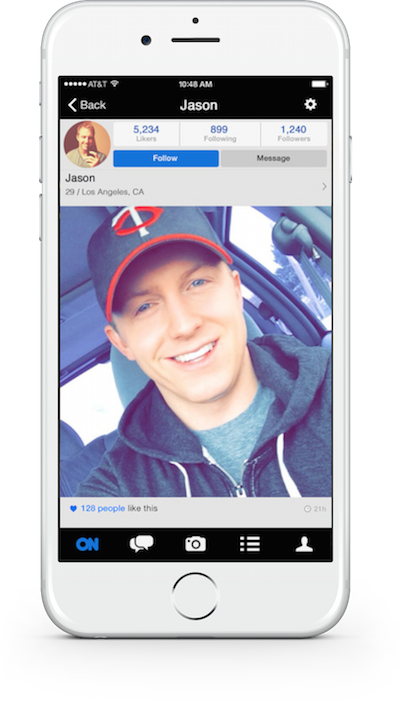 AT&T 10:48 AM
Back Jason
5,234 899 1,240
Likers Following Followers
Follow Message
Jason
29 / Los Angeles, CA
TC
128 people like this 21h
ON